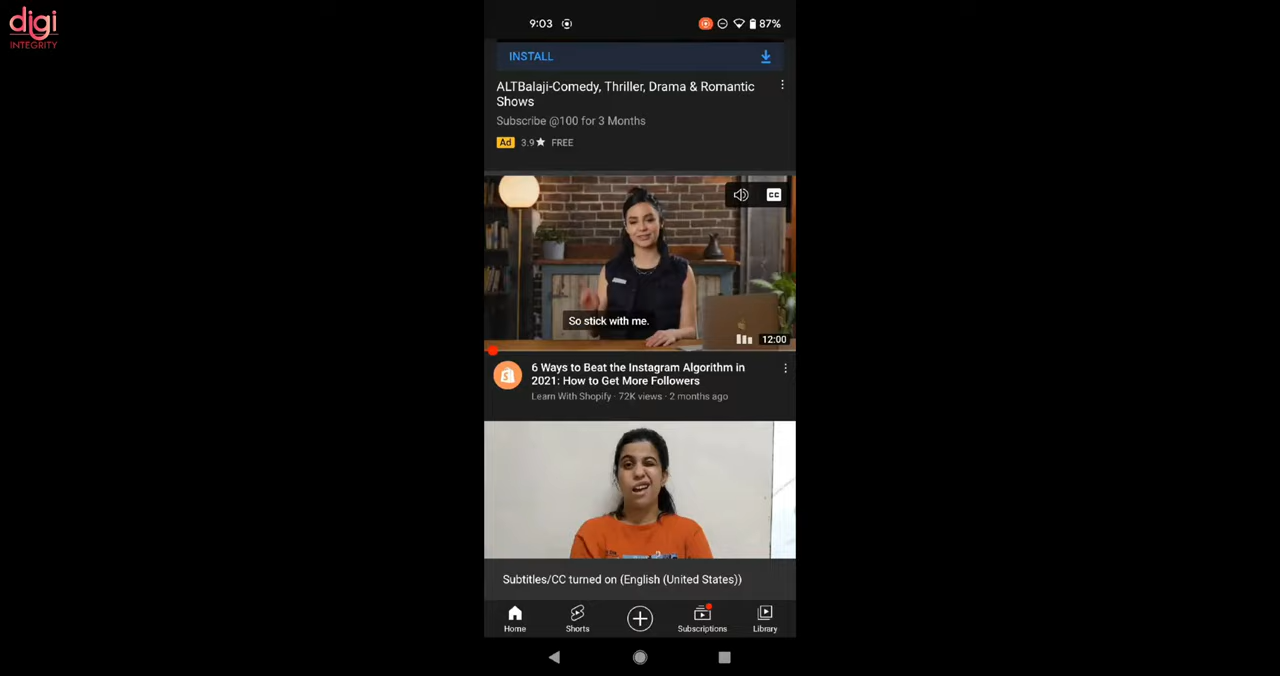 digi
INTEGRITY
9:03
87%
INSTALL
ALTBalaji-Comedy, Thriller, Drama & Romantic
Shows
Subscribe @100 for 3 Months
Ad 3.9★ FREE
CC
So stick with me.
12:00
6 Ways to Beat the Instagram Algorithm in
2021: How to Get More Followers
Learn With Shopify · 72K views · 2 months ago
Subtitles/CC turned on (English (United States))
Home Shorts Subscriptions Library